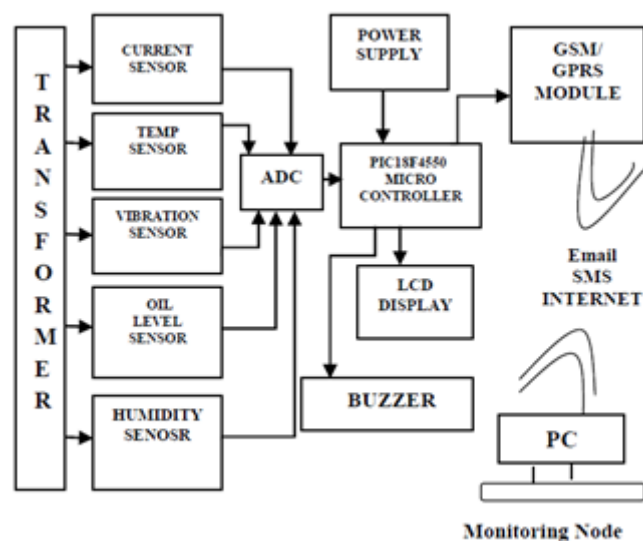 TRANSFORMER
CURRENT
SENSOR
TEMP
SENSOR
VIBRATION
SENSOR
OIL
LEVEL
SENSOR
HUMIDITY
SENOSR
ADC
POWER
SUPPLY
PIC18F4550
MICRO
CONTROLLER
LCD
DISPLAY
BUZZER
GSM/
GPRS
MODULE
Email
SMS
INTERNET
PC
Monitoring Node